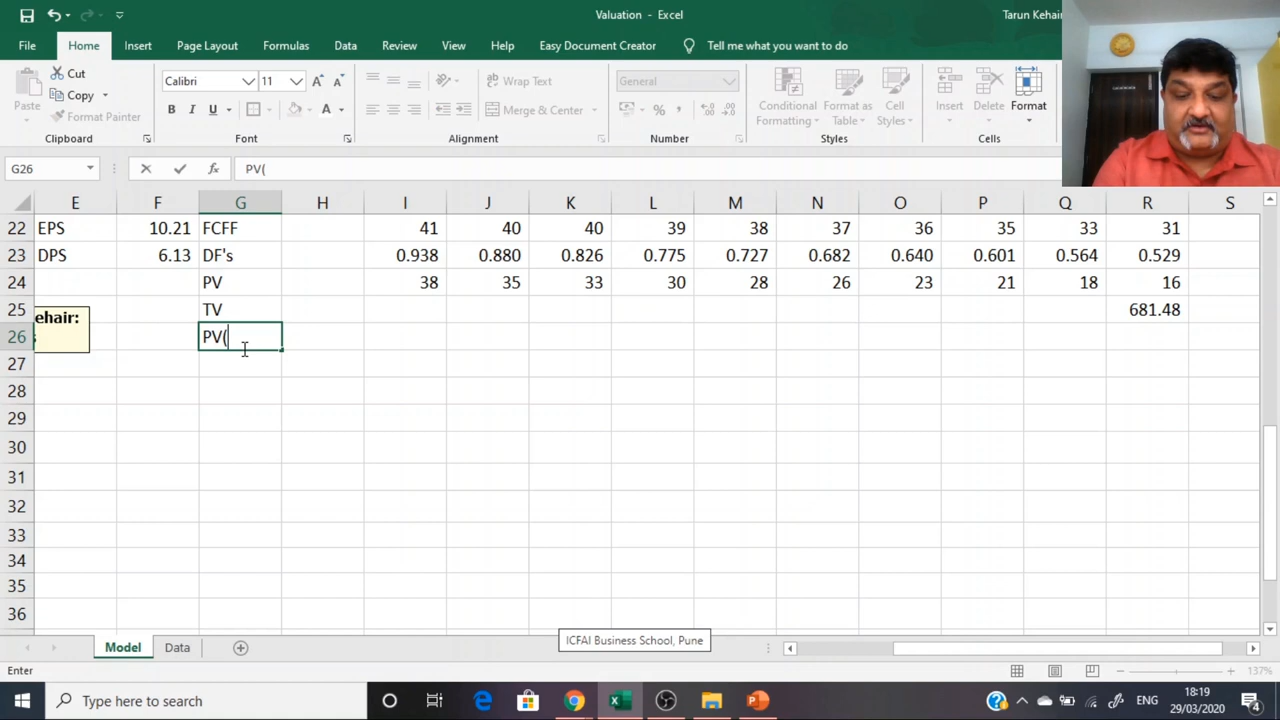 Valuation - Excel
Tarun Kehair
File Home Insert Page Layout Formulas Data Review View Help Easy Document Creator Tell me what you want to do
Paste
Cut
Copy
Format Painter
Clipboard
Calibri 11
B I U
Font
Wrap Text
Merge & Center
Alignment
General
Number
Conditional Formatting
Format as Table
Cell Styles
Styles
Insert Delete Format
Cells
G26 fx PV(
E F G H I J K L M N O P Q R S
22 EPS 10.21 FCFF 41 40 40 39 38 37 36 35 33 31
23 DPS 6.13 DF's 0.938 0.880 0.826 0.775 0.727 0.682 0.640 0.601 0.564 0.529
24 PV 38 35 33 30 28 26 23 21 18 16
25 TV 681.48
ehair:
26 PV(
27
28
29
30
31
32
33
34
35
36
ICFAI Business School, Pune
Model Data
Enter 137%
Type here to search
ENG
18:19
29/03/2020
4